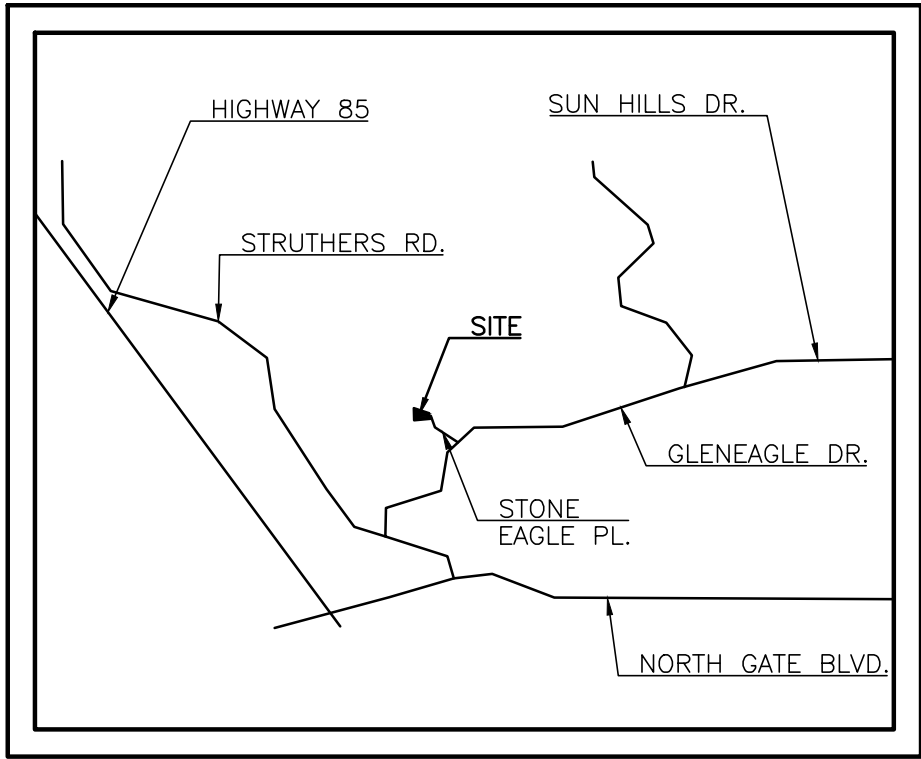 HIGHWAY 85
SUN HILLS DR.
STRUTHERS RD.
SITE
GLENEAGLE DR.
STONE
EAGLE PL.
NORTH GATE BLVD.